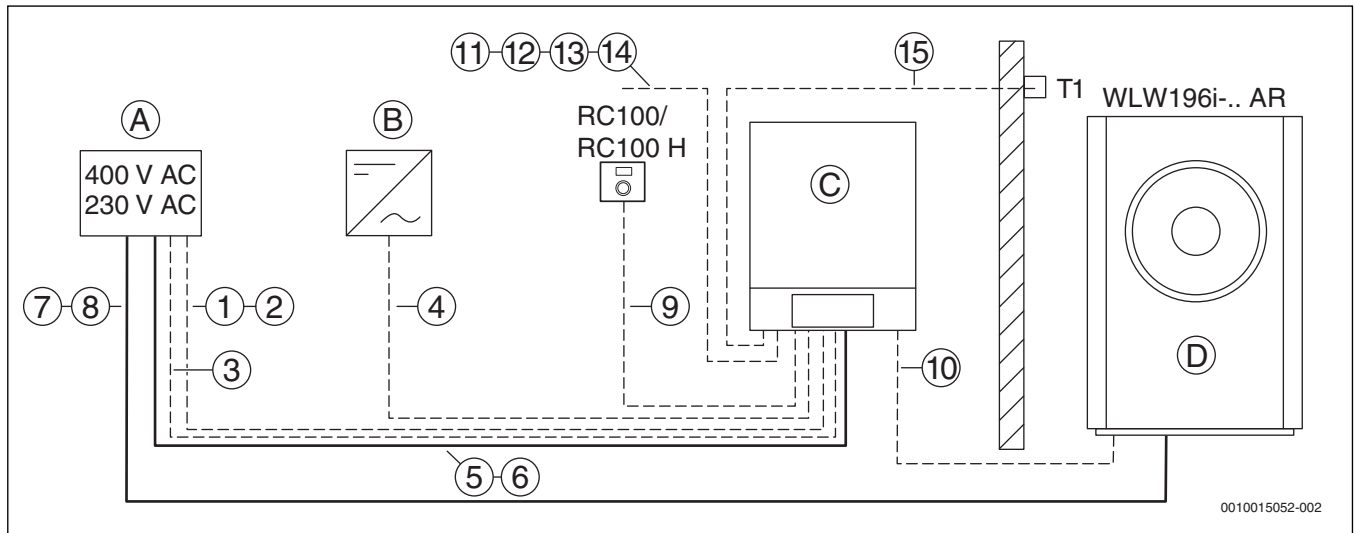 11 12 13 14
15
T1
WLW196i-.. AR
RC100/
RC100 H
A
B
C
400 V AC
230 V AC
7 8
1 2
4
9
3
10
D
5 6
0010015052-002